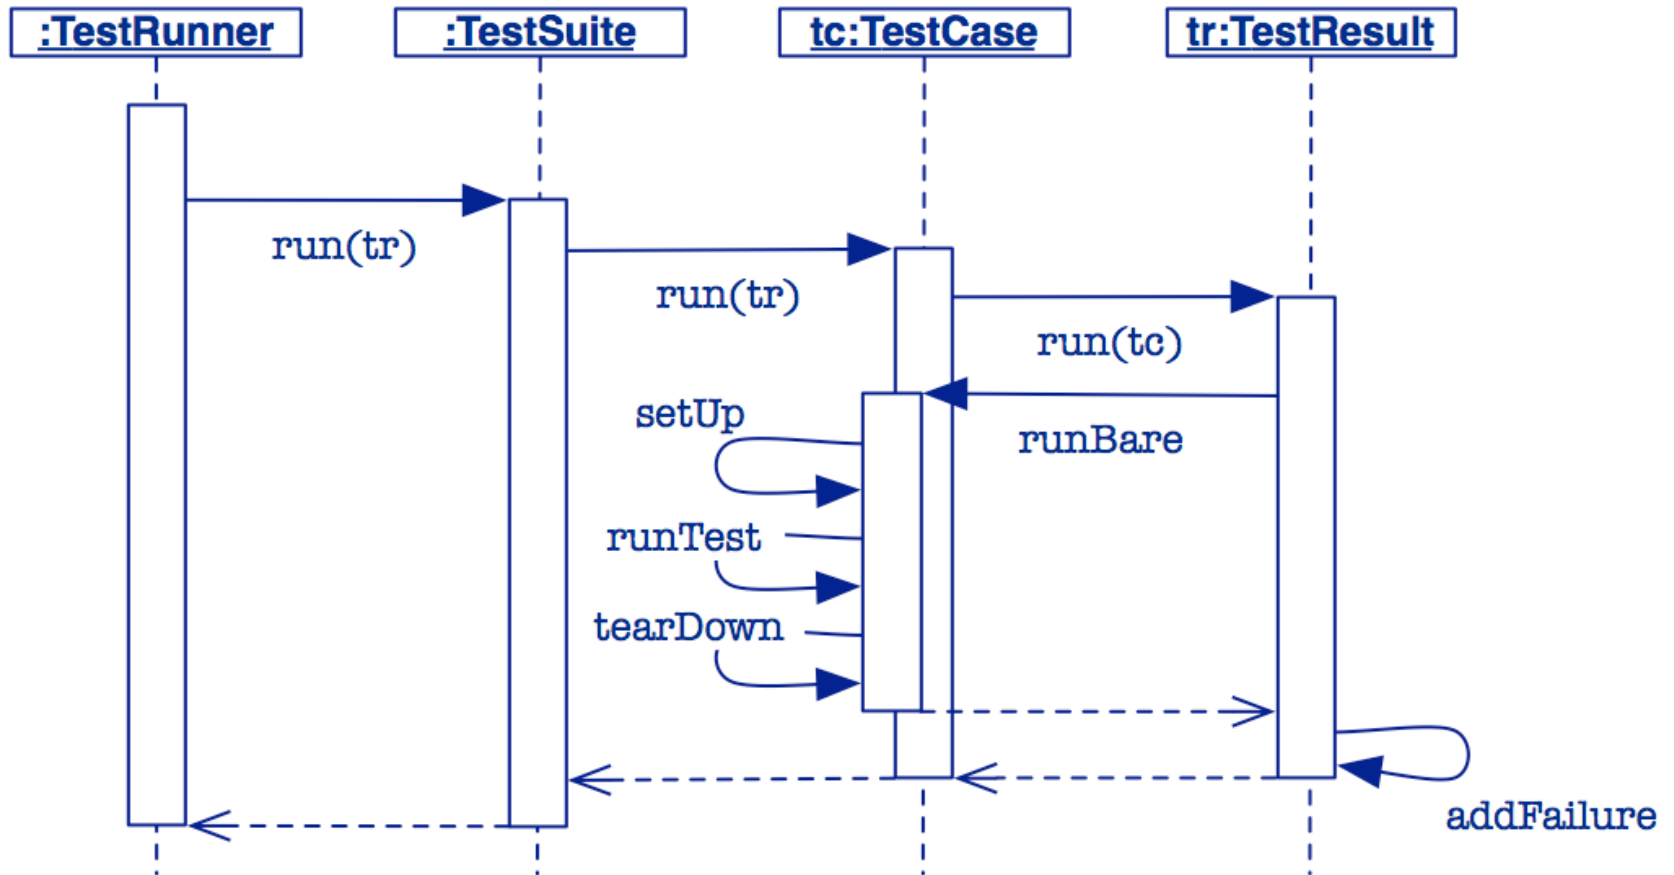 :TestRunner
:TestSuite
tc:TestCase
tr:TestResult
run(tr)
run(tr)
run(tc)
setUp
runBare
runTest
tearDown
addFailure